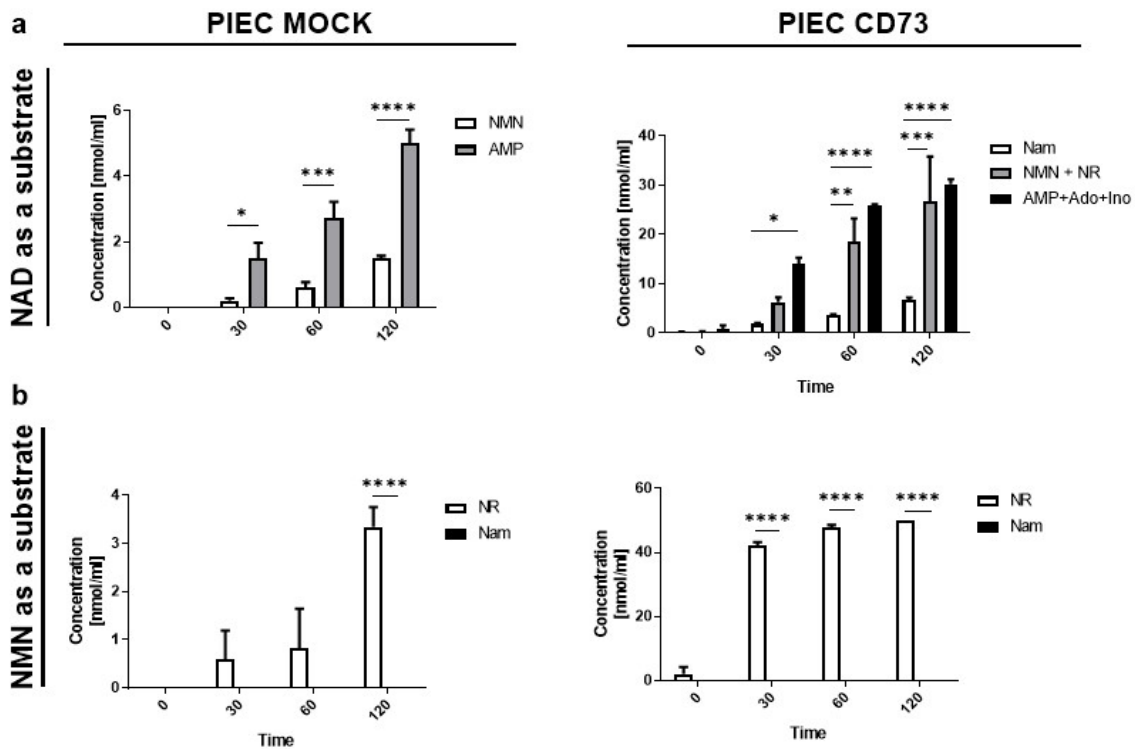 a
PIEC MOCK
PIEC CD73
NAD as a substrate
Concentration [nmol/ml]
6
4
2
0
*
***
****
NMN
AMP
0
30
60
120
Concentration [nmol/ml]
40
30
20
10
0
*
****
**
****
***
Nam
NMN + NR
AMP+Ado+Ino
0
30
60
120
Time
b
NMN as a substrate
Concentration
[nmol/ml]
4
3
2
1
0
****
NR
Nam
0
30
60
120
Time
Concentration
[nmol/ml]
60
40
20
0
****
****
****
NR
Nam
0
30
60
120
Time